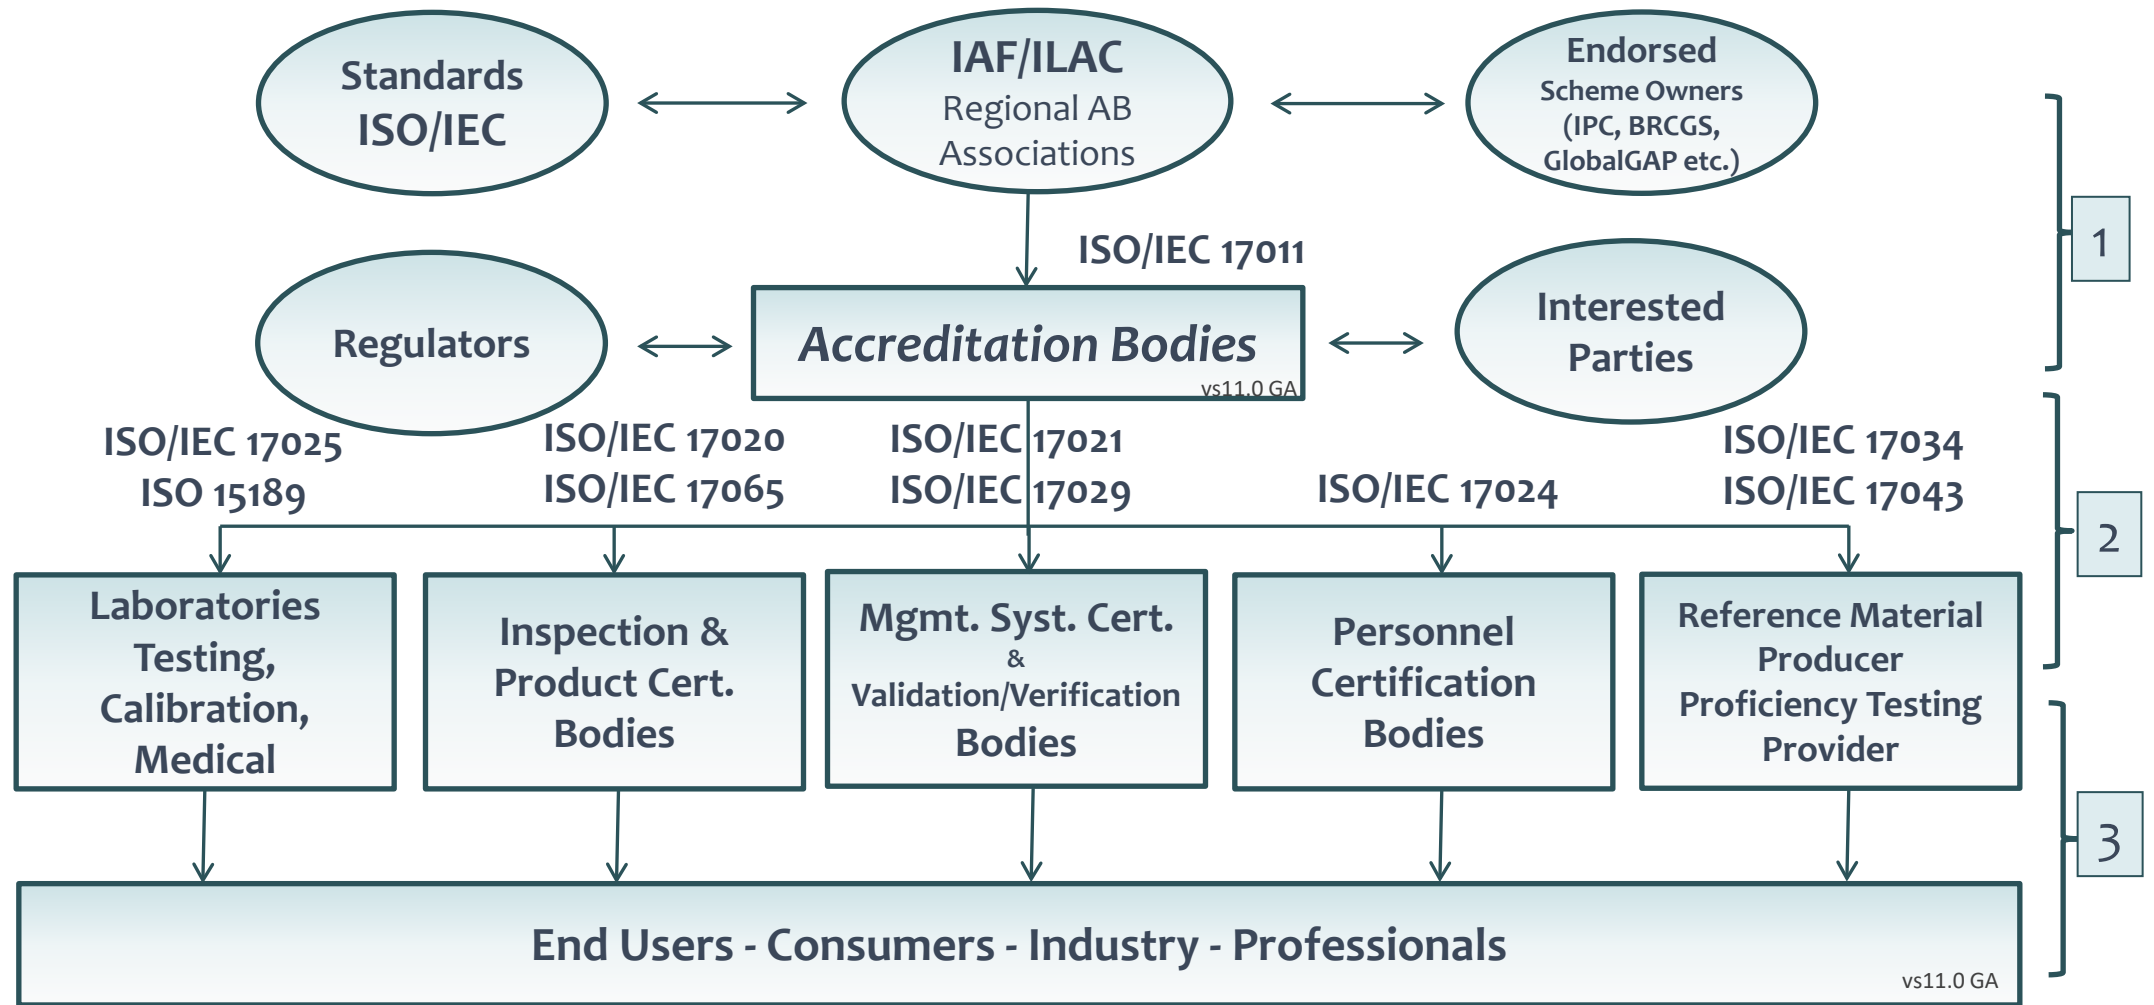 Standards
ISO/IEC
IAF/ILAC
Regional AB
Associations
Endorsed
Scheme Owners
(IPC, BRCGS,
GlobalGAP etc.)
1
ISO/IEC 17011
Regulators
Accreditation Bodies
vs11.0 GA
Interested
Parties
ISO/IEC 17025
ISO 15189
ISO/IEC 17020
ISO/IEC 17065
ISO/IEC 17021
ISO/IEC 17029
ISO/IEC 17024
ISO/IEC 17034
ISO/IEC 17043
2
Laboratories
Testing,
Calibration,
Medical
Inspection &
Product Cert.
Bodies
Mgmt. Syst. Cert.
&
Validation/Verification
Bodies
Personnel
Certification
Bodies
Reference Material
Producer
Proficiency Testing
Provider
3
End Users - Consumers - Industry - Professionals
vs11.0 GA